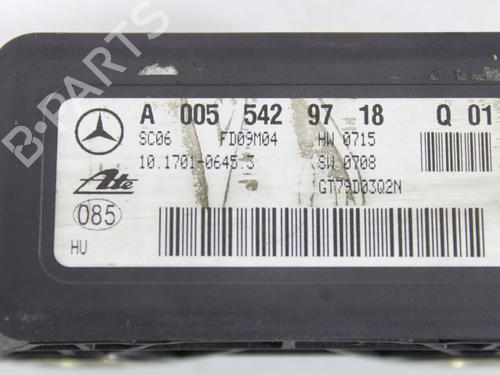 A 005 542 97 18 Q 01
SC06 FD09M04 HW 0715
10.1701-0645.3 SW 0708
GT79D03Q2N
Ate
085
HU
B-PARTS